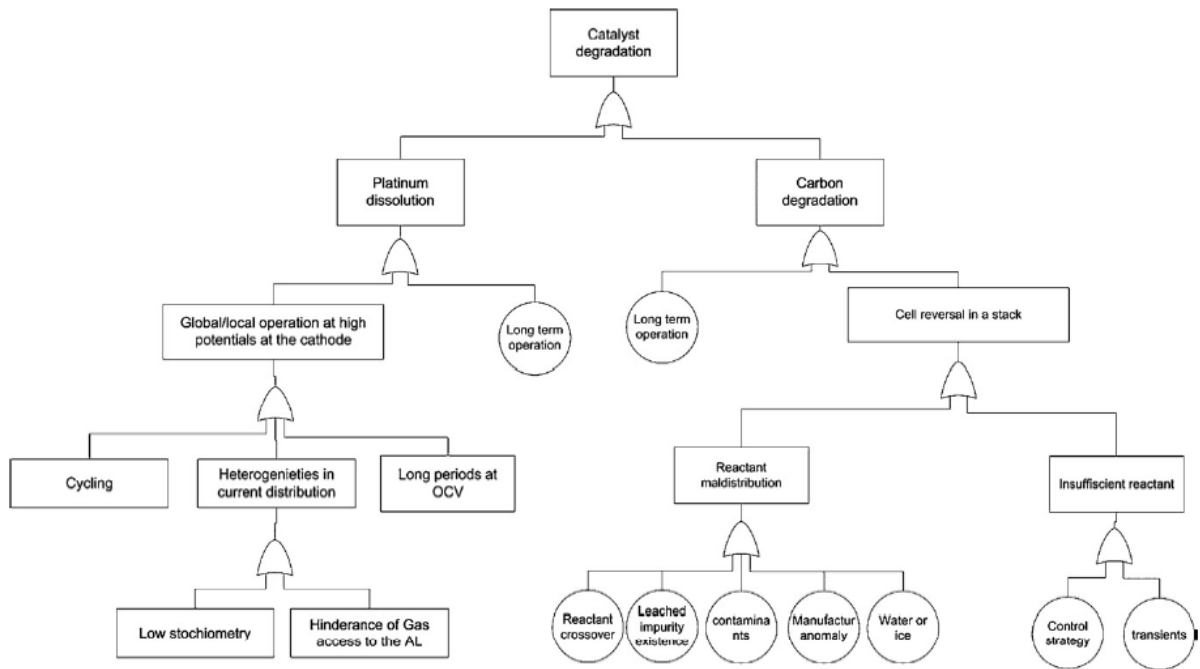 Catalyst
degradation
Platinum
dissolution
Carbon
degradation
Global/local operation at high
potentials at the cathode
Long term
operation
Long term
operation
Cell reversal in a stack
Cycling
Heterogenieties in
current distribution
Long periods at
OCV
Reactant
maldistribution
Insuffiscient reactant
Low stochiometry
Hinderance of Gas
access to the AL
Reactant
crossover
Leached
impurity
existence
contamina
nts
Manufactur
anomaly
Water or
ice
Control
strategy
transients